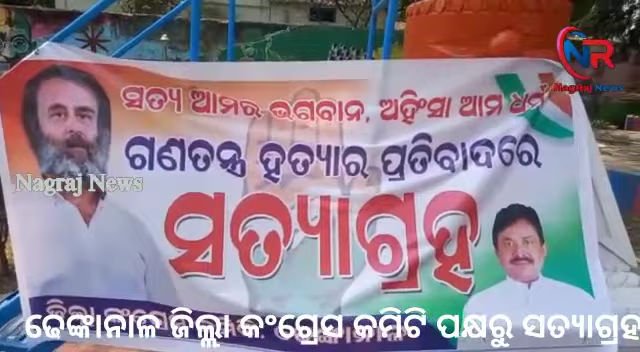 NR
Nagraj News
ସତ୍ୟ ଆମର ଭଗବାନ, ଅହିଂସା ଆମ ଧର୍ମ
ଗଣତନ୍ତ୍ର ହତ୍ୟାର ପ୍ରତିବାଦରେ
Nagraj News
ସତ୍ୟାଗ୍ରହ
ଢେଙ୍କାନାଳ ଜିଲ୍ଲା କଂଗ୍ରେସ କମିଟି ପକ୍ଷରୁ ସତ୍ୟାଗ୍ରହ